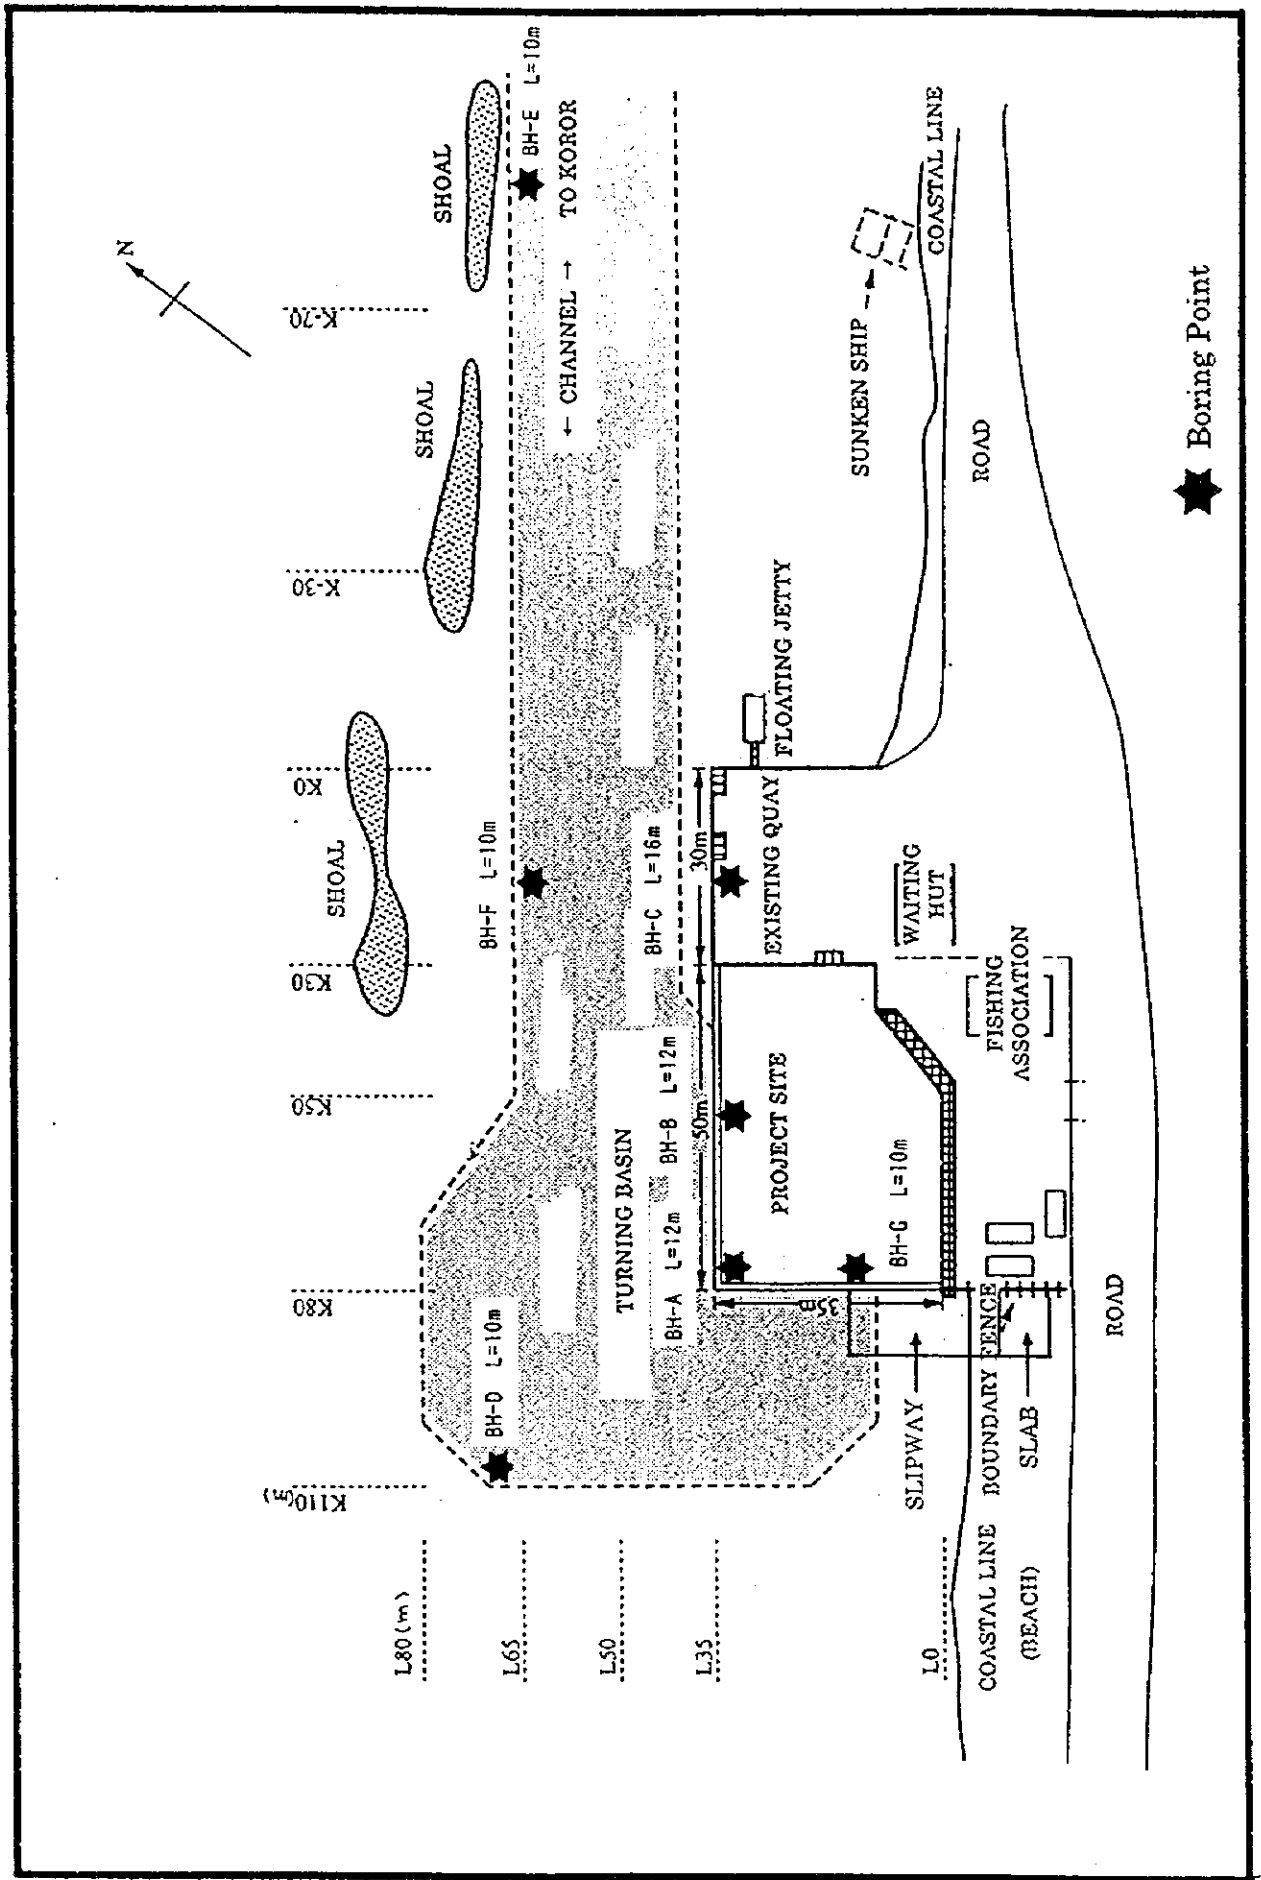 N
K110(m)
K80
K50
K30
K0
K-30
K-70
SHOAL
SHOAL
SHOAL
L80(m)
L65
L50
L35
L0
BH-D L=10m
BH-F L=10m
BH-E L=10m
← CHANNEL → TO KOROR
TURNING BASIN
BH-A L=12m
BH-B L=12m
BH-C L=16m
50m
30m
35m
PROJECT SITE
EXISTING QUAY
FLOATING JETTY
BH-G L=10m
SUNKEN SHIP
COASTAL LINE
WAITING
HUT
FISHING
ASSOCIATION
SLIPWAY
BOUNDARY FENCE
SLAB
COASTAL LINE
(BEACH)
ROAD
ROAD
Boring Point